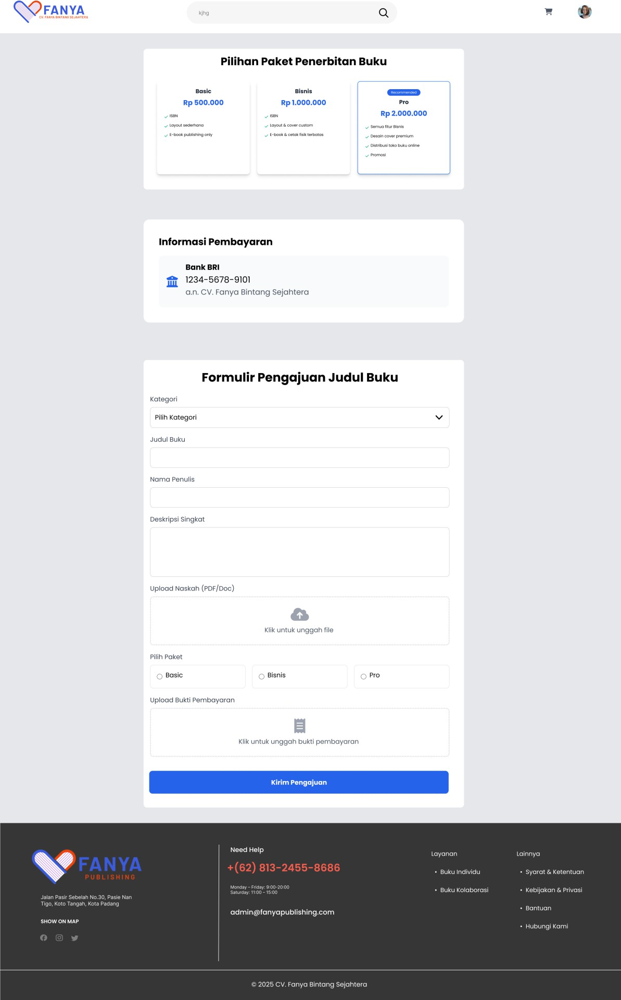 FANYA
CV. FANYA BINTANG SEJAHTERA
kjhg
Pilihan Paket Penerbitan Buku
Basic
Rp 500.000
ISBN
Layout sederhana
E-book publishing only
Bisnis
Rp 1.000.000
ISBN
Layout & cover custom
E-book & cetak fisik terbatas
Recommended
Pro
Rp 2.000.000
Semua fitur Bisnis
Desain cover premium
Distribusi toko buku online
Promosi
Informasi Pembayaran
Bank BRI
1234-5678-9101
a.n. CV. Fanya Bintang Sejahtera
Formulir Pengajuan Judul Buku
Kategori
Pilih Kategori
Judul Buku
Nama Penulis
Deskripsi Singkat
Upload Naskah (PDF/Doc)
Klik untuk unggah file
Pilih Paket
Basic
Bisnis
Pro
Upload Bukti Pembayaran
Klik untuk unggah bukti pembayaran
Kirim Pengajuan
FANYA
PUBLISHING
Jalan Pasir Sebelah No.30, Pasie Nan
Tigo, Koto Tangah, Kota Padang
SHOW ON MAP
Need Help
+(62) 813-2455-8686
Monday – Friday: 9:00-20:00
Saturday: 11:00 – 15:00
admin@fanyapublishing.com
Layanan
• Buku Individu
• Buku Kolaborasi
Lainnya
• Syarat & Ketentuan
• Kebijakan & Privasi
• Bantuan
• Hubungi Kami
© 2025 CV. Fanya Bintang Sejahtera